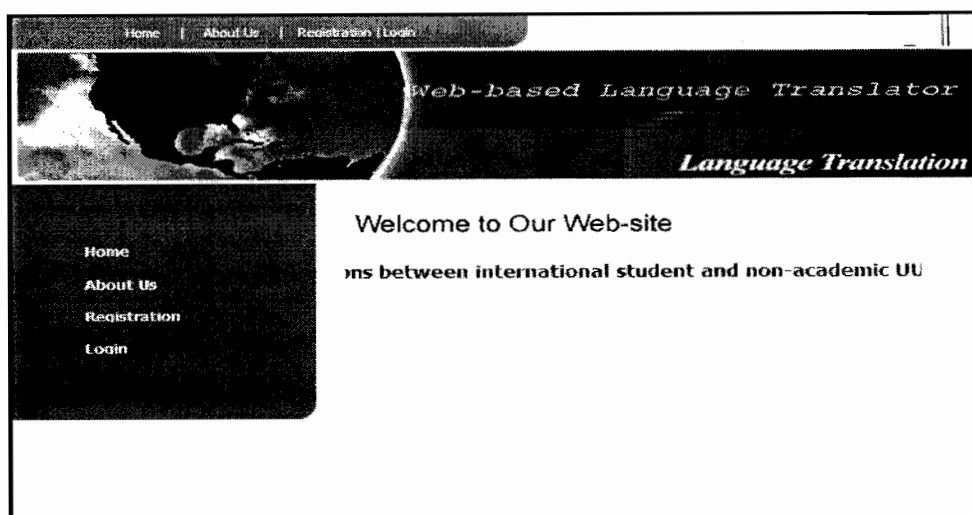 Home | About Us | Registration | Login
Web-based Language Translator
Language Translation
Welcome to Our Web-site
ons between international student and non-academic UU
Home
About Us
Registration
Login